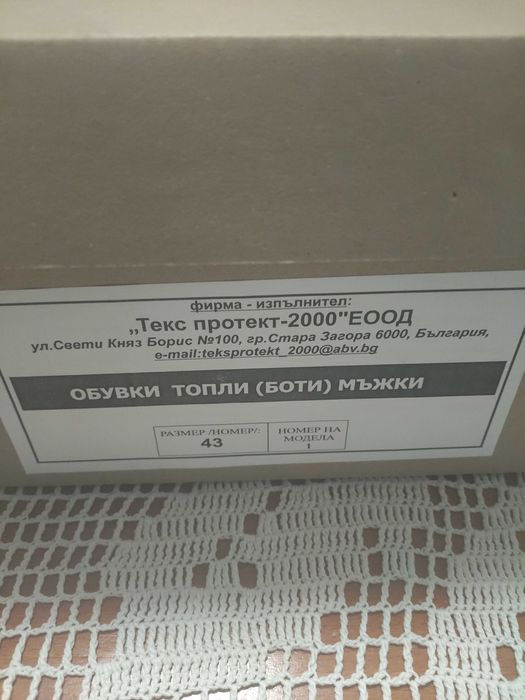 фирма - изпълнител:
„Текс протект-2000"ЕООД
ул.Свети Княз Борис №100, гр.Стара Загора 6000, България,
e-mail:teksprotekt_2000@abv.bg
ОБУВКИ ТОПЛИ (БОТИ) МЪЖКИ
РАЗМЕР /НОМЕР/:
43
НОМЕР НА
МОДЕЛА
1